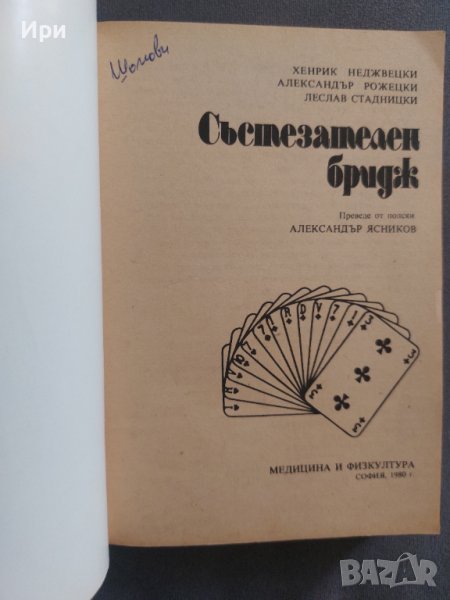 Ири
Шомови
ХЕНРИК НЕДЖВЕЦКИ
АЛЕКСАНДЪР РОЖЕЦКИ
ЛЕСЛАВ СТАДНИЦКИ
Състезателен
бридж
Преведе от полски
АЛЕКСАНДЪР ЯСНИКОВ
МЕДИЦИНА И ФИЗКУЛТУРА
СОФИЯ, 1980 г.
BAZAR